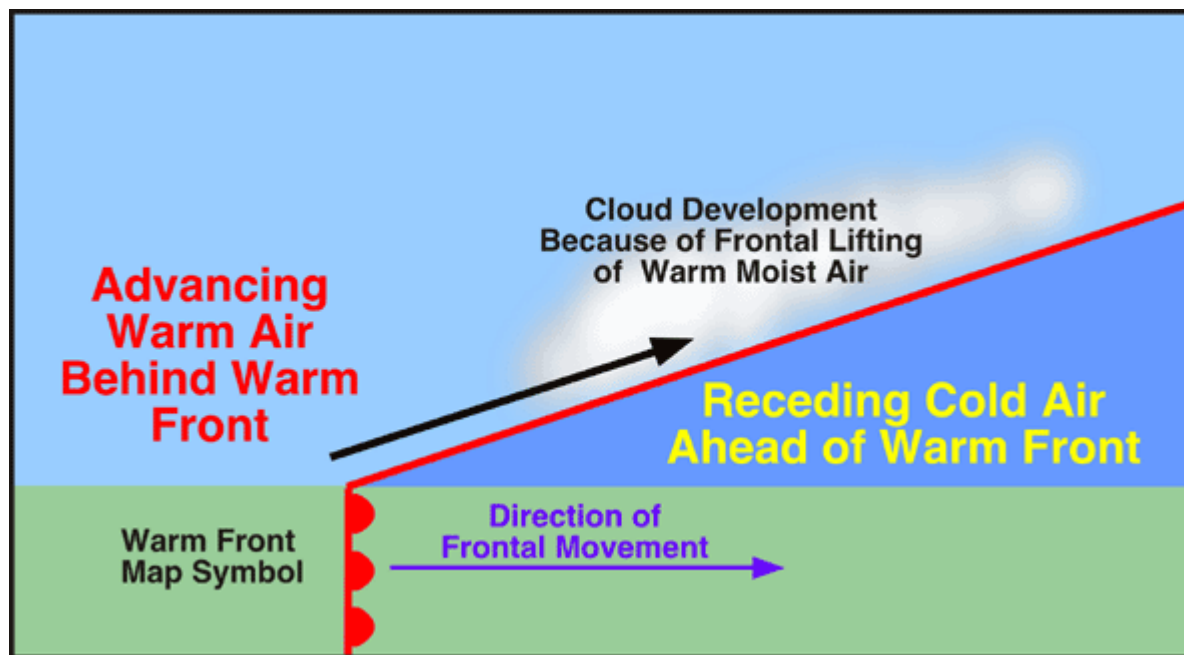 Cloud Development
Because of Frontal Lifting
of Warm Moist Air
Advancing
Warm Air
Behind Warm
Front
Receding Cold Air
Ahead of Warm Front
Warm Front
Map Symbol
Direction of
Frontal Movement